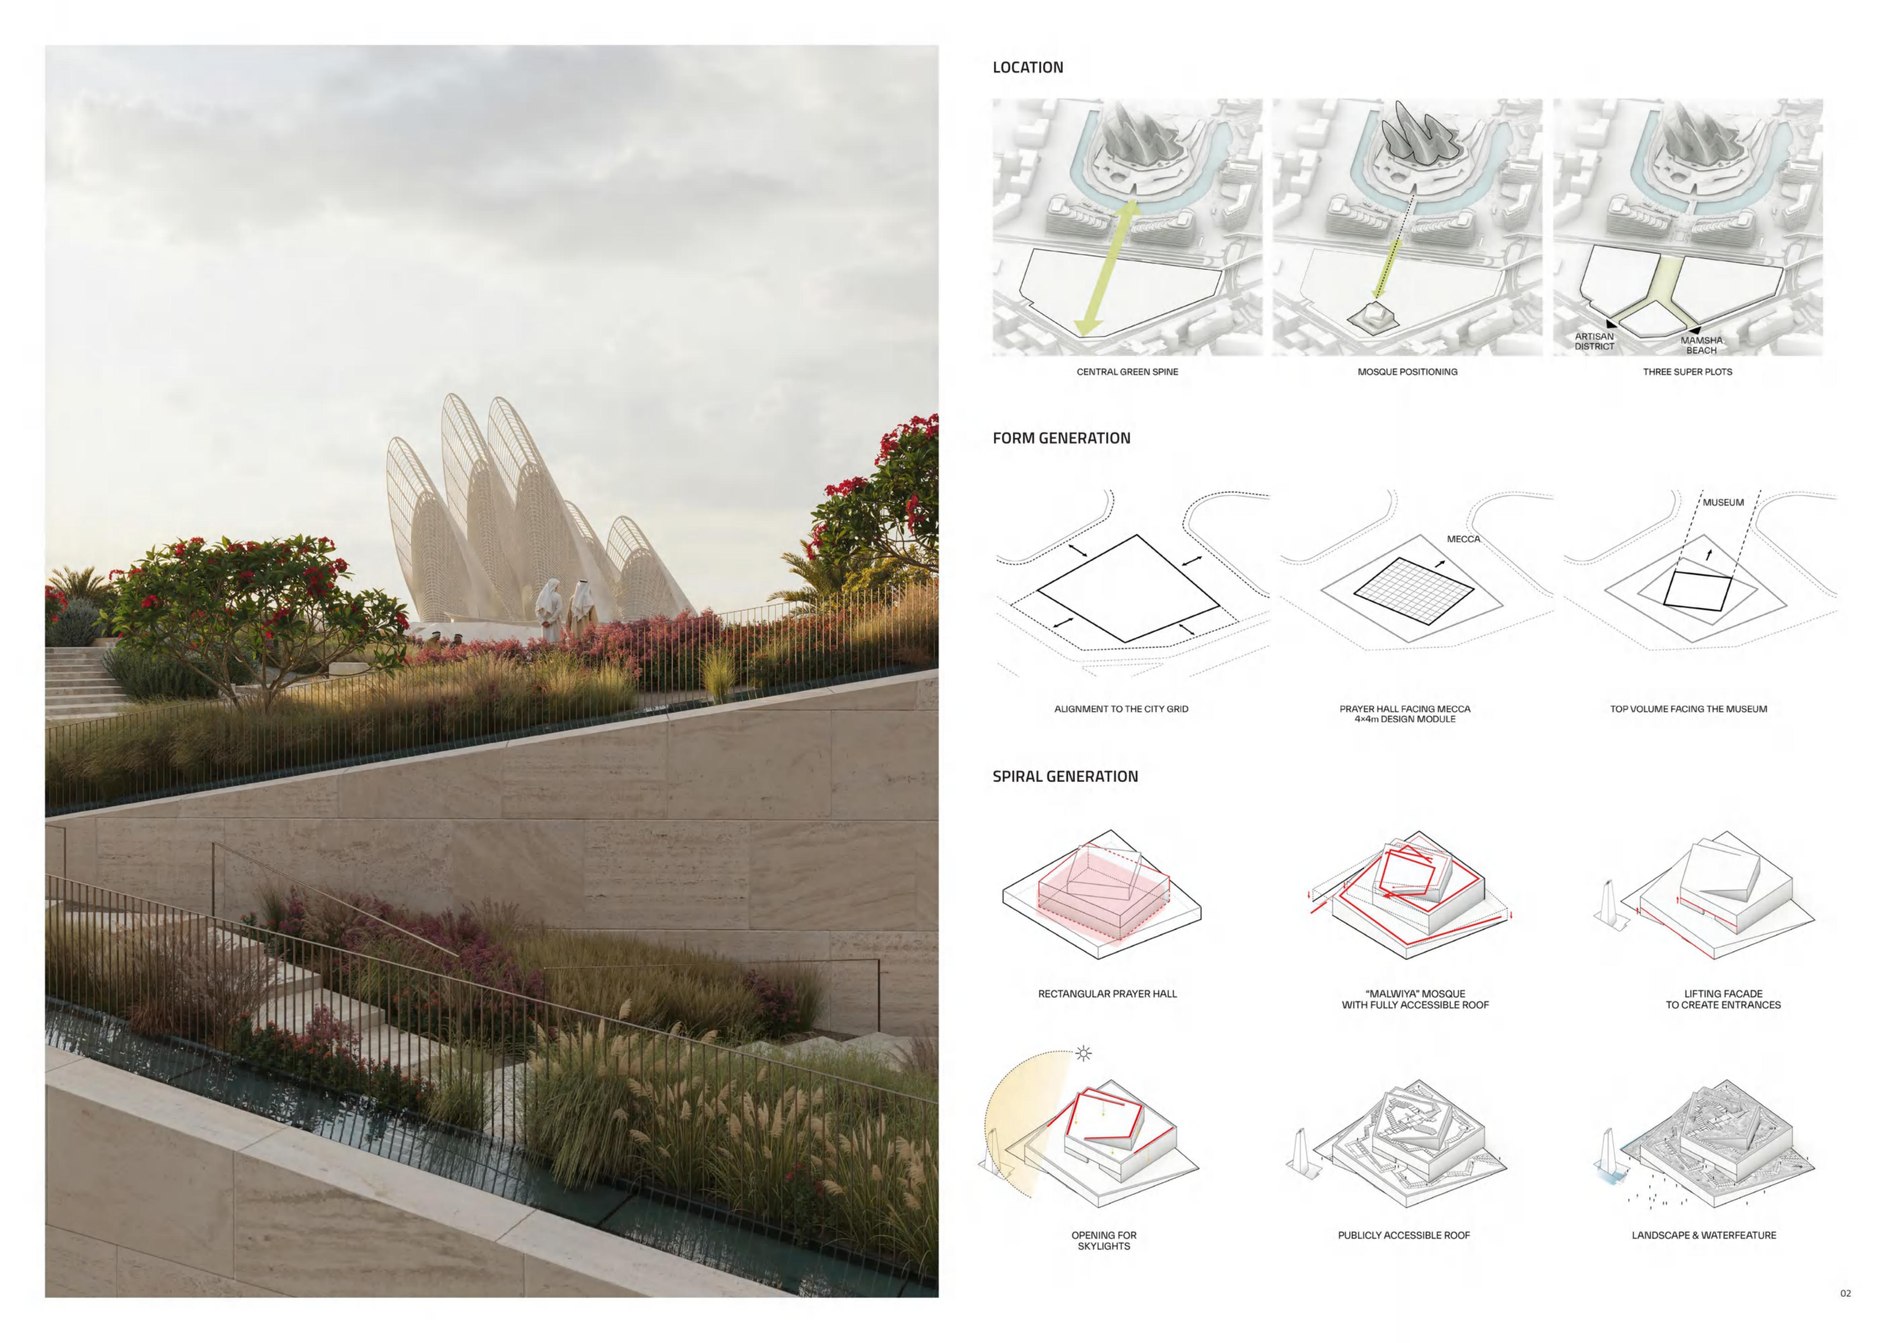 LOCATION
ARTISAN
DISTRICT
MAMSHA
BEACH
CENTRAL GREEN SPINE
MOSQUE POSITIONING
THREE SUPER PLOTS
FORM GENERATION
MECCA
MUSEUM
ALIGNMENT TO THE CITY GRID
PRAYER HALL FACING MECCA
4×4m DESIGN MODULE
TOP VOLUME FACING THE MUSEUM
SPIRAL GENERATION
RECTANGULAR PRAYER HALL
“MALWIYA” MOSQUE
WITH FULLY ACCESSIBLE ROOF
LIFTING FACADE
TO CREATE ENTRANCES
OPENING FOR
SKYLIGHTS
PUBLICLY ACCESSIBLE ROOF
LANDSCAPE & WATERFEATURE
02